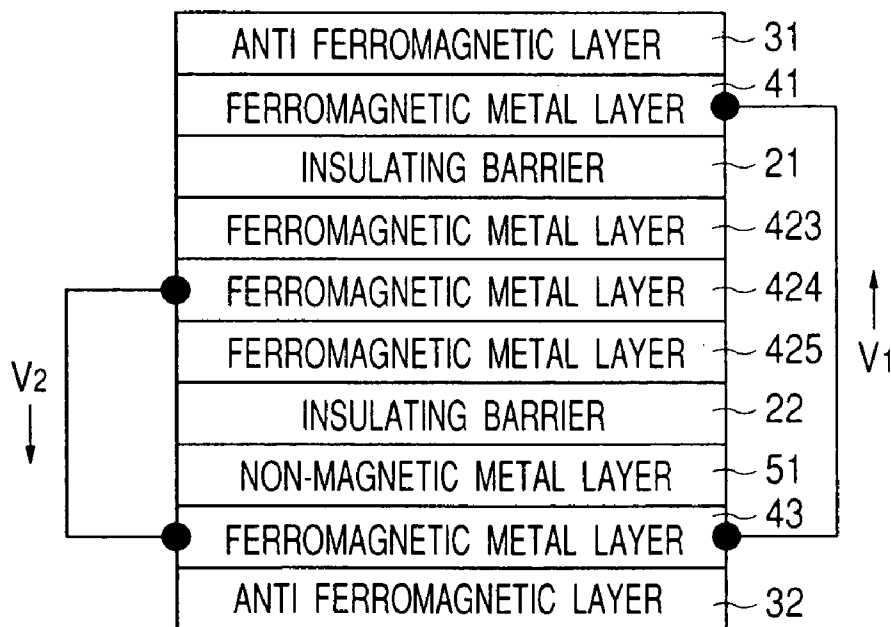 ANTI FERROMAGNETIC LAYER 31
FERROMAGNETIC METAL LAYER 41
INSULATING BARRIER 21
FERROMAGNETIC METAL LAYER 423
FERROMAGNETIC METAL LAYER 424
FERROMAGNETIC METAL LAYER 425
V2
V1
INSULATING BARRIER 22
NON-MAGNETIC METAL LAYER 51
FERROMAGNETIC METAL LAYER 43
ANTI FERROMAGNETIC LAYER 32